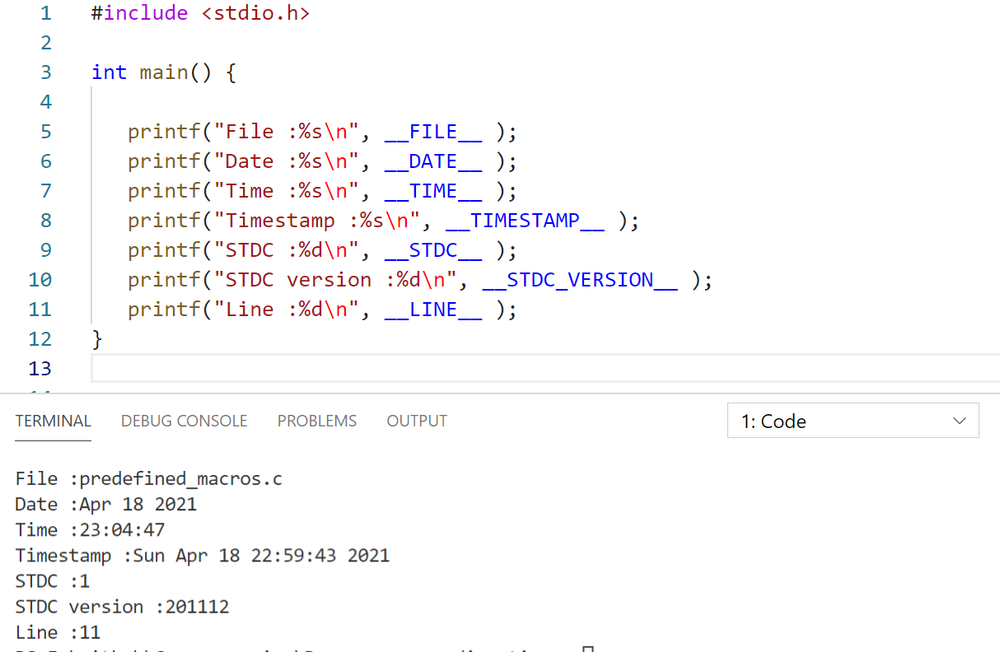 1 #include <stdio.h>
2
3 int main() {
4
5 printf("File :%s\n", __FILE__ );
6 printf("Date :%s\n", __DATE__ );
7 printf("Time :%s\n", __TIME__ );
8 printf("Timestamp :%s\n", __TIMESTAMP__ );
9 printf("STDC :%d\n", __STDC__ );
10 printf("STDC version :%d\n", __STDC_VERSION__ );
11 printf("Line :%d\n", __LINE__ );
12 }
13
TERMINAL DEBUG CONSOLE PROBLEMS OUTPUT 1: Code
File :predefined_macros.c
Date :Apr 18 2021
Time :23:04:47
Timestamp :Sun Apr 18 22:59:43 2021
STDC :1
STDC version :201112
Line :11